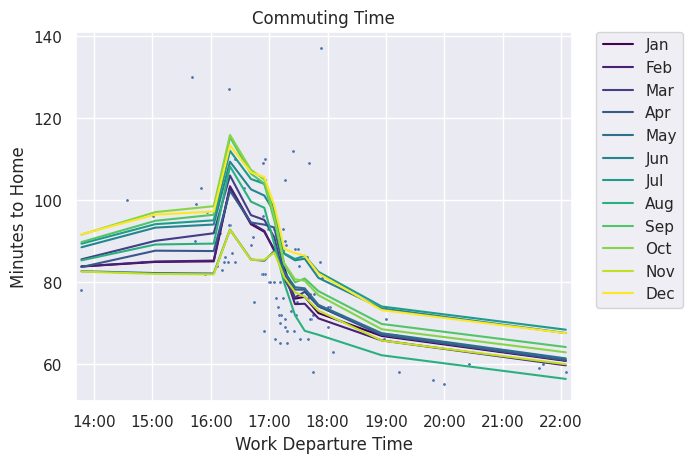 Commuting Time
Minutes to Home
140
120
100
80
60
14:00 15:00 16:00 17:00 18:00 19:00 20:00 21:00 22:00
Work Departure Time
Jan
Feb
Mar
Apr
May
Jun
Jul
Aug
Sep
Oct
Nov
Dec